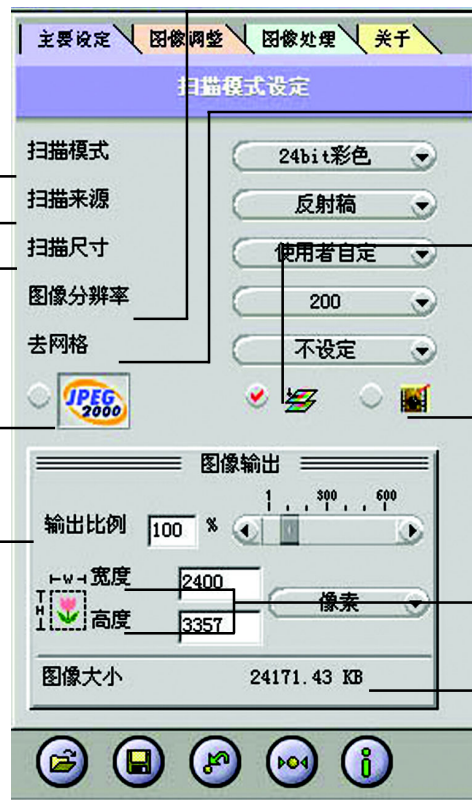 主要设定 图像调整 图像处理 关于
扫描模式设定
扫描模式 24bit彩色
扫描来源 反射稿
扫描尺寸 使用者自定
图像分辨率 200
去网格 不设定
JPEG 2000
图像输出
1 300 600
输出比例 100 %
W 宽度 2400
像素
H 高度 3357
图像大小 24171.43 KB